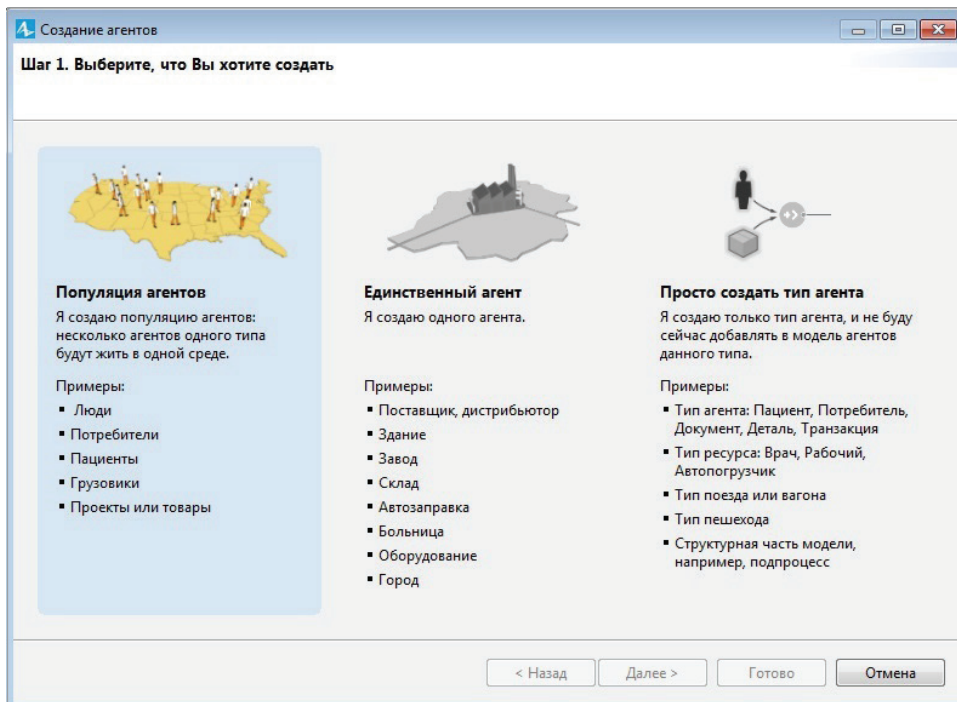 Создание агентов
Шаг 1. Выберите, что Вы хотите создать
Популяция агентов
Я создаю популяцию агентов:
несколько агентов одного типа
будут жить в одной среде.
Примеры:
▪ Люди
▪ Потребители
▪ Пациенты
▪ Грузовики
▪ Проекты или товары
Единственный агент
Я создаю одного агента.
Примеры:
▪ Поставщик, дистрибьютор
▪ Здание
▪ Завод
▪ Склад
▪ Автозаправка
▪ Больница
▪ Оборудование
▪ Город
Просто создать тип агента
Я создаю только тип агента, и не буду
сейчас добавлять в модель агентов
данного типа.
Примеры:
▪ Тип агента: Пациент, Потребитель,
Документ, Деталь, Транзакция
▪ Тип ресурса: Врач, Рабочий,
Автопогрузчик
▪ Тип поезда или вагона
▪ Тип пешехода
▪ Структурная часть модели,
например, подпроцесс
< Назад
Далее >
Готово
Отмена